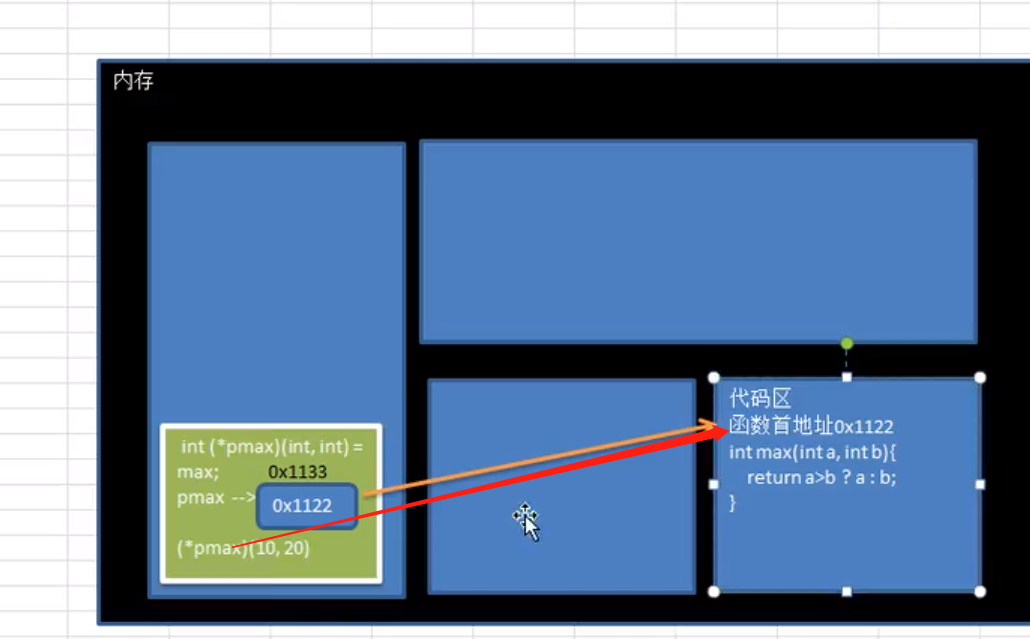 内存
int (*pmax)(int, int) =
max;
0x1133
pmax -->
0x1122
(*pmax)(10, 20)
代码区
函数首地址0x1122
int max(int a, int b){
return a>b ? a : b;
}